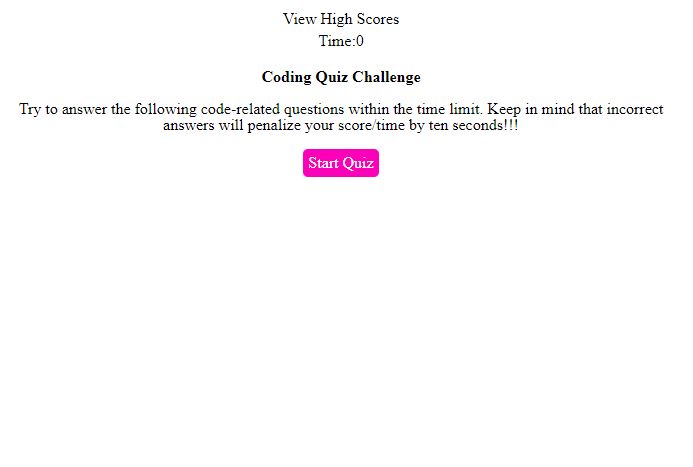 View High Scores
Time:0
Coding Quiz Challenge
Try to answer the following code-related questions within the time limit. Keep in mind that incorrect
answers will penalize your score/time by ten seconds!!!
Start Quiz